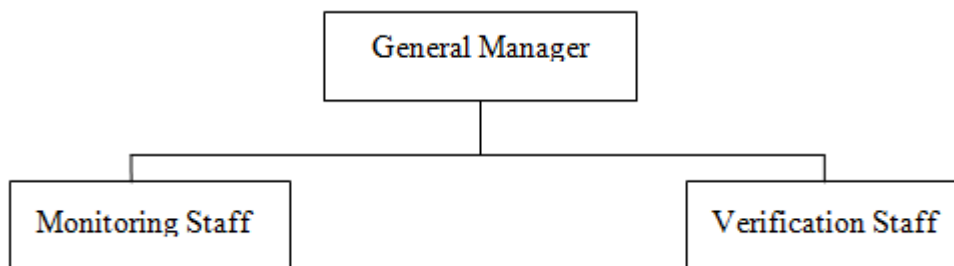 General Manager
Monitoring Staff
Verification Staff